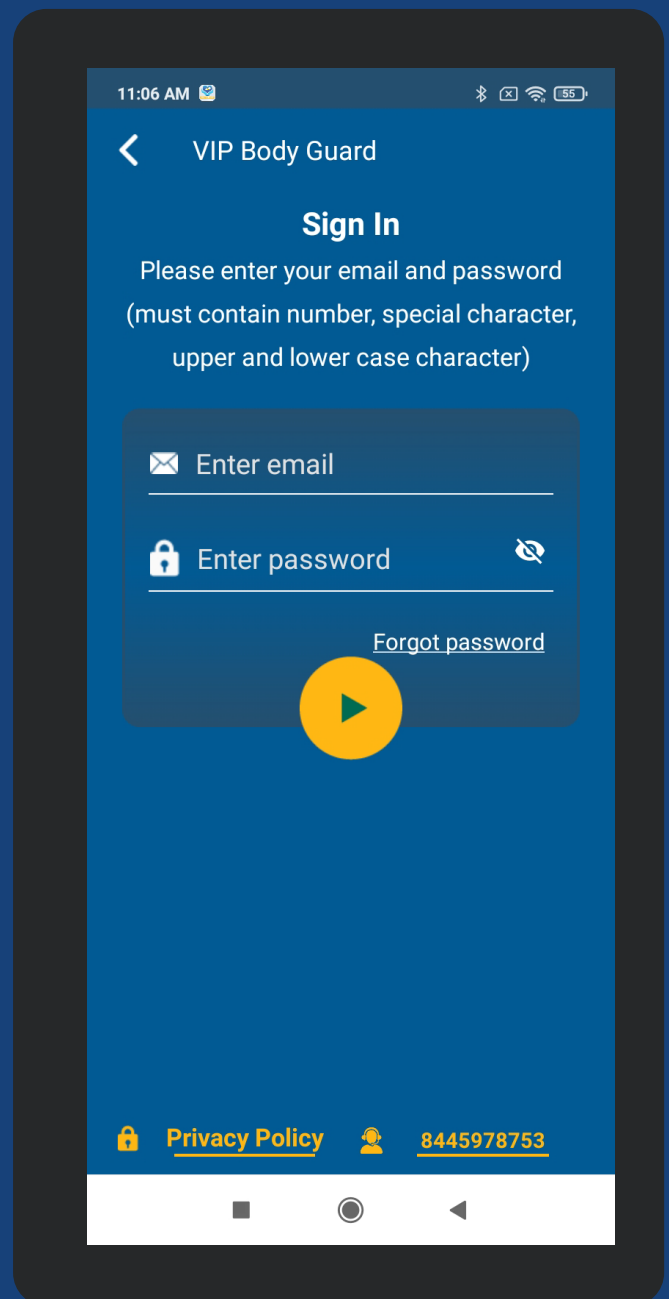 11:06 AM
55
VIP Body Guard
Sign In
Please enter your email and password
(must contain number, special character,
upper and lower case character)
Enter email
Enter password
Forgot password
Privacy Policy 8445978753